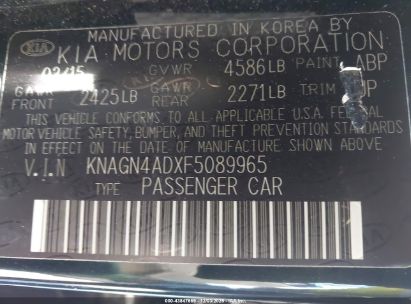 MANUFACTURED IN KOREA BY
KIA KIA MOTORS CORPORATION
02/15 GVWR 4586LB PAINT ABP
GAWR FRONT 2425LB GAWR REAR 2271LB TRIM UP
THIS VEHICLE CONFORMS TO ALL APPLICABLE U.S.A. FEDERAL
MOTOR VEHICLE SAFETY, BUMPER, AND THEFT PREVENTION STANDARDS
IN EFFECT ON THE DATE OF MANUFACTURE SHOWN ABOVE.
V.I.N KNAGN4ADXF5089965
TYPE PASSENGER CAR